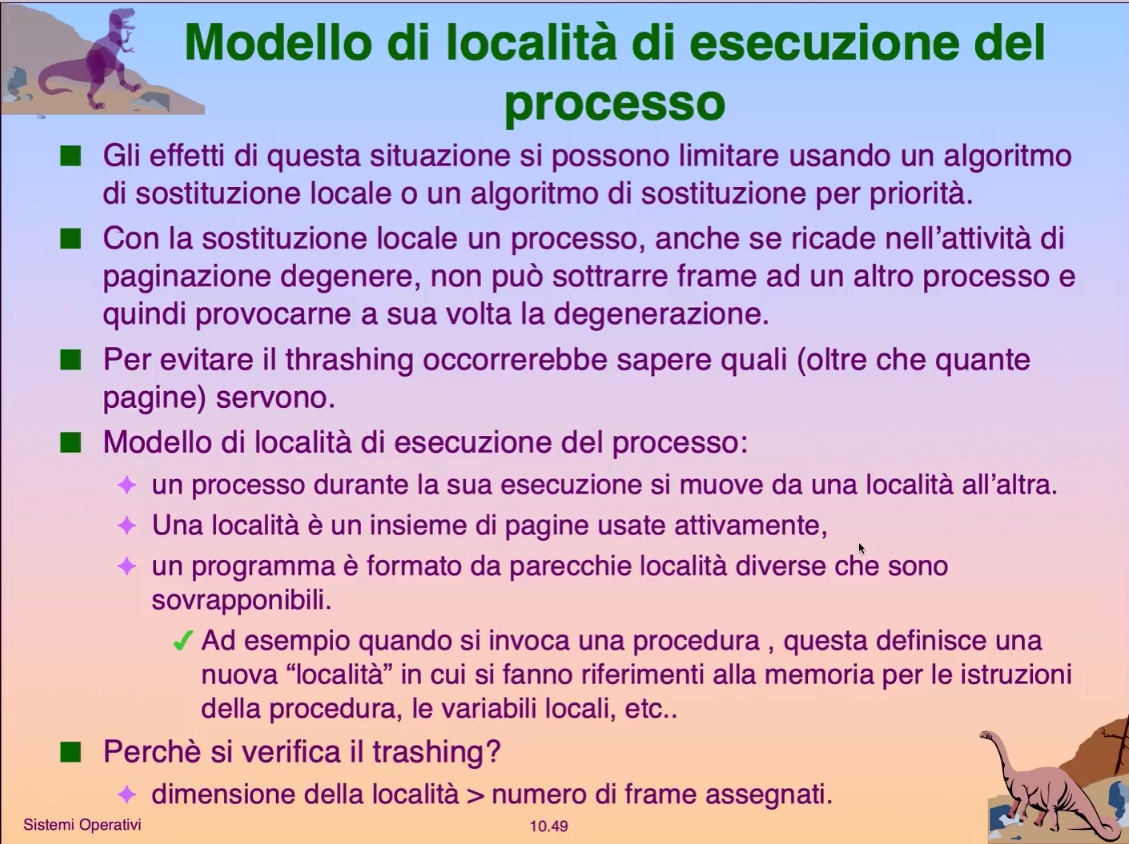 Modello di località di esecuzione del
processo
Gli effetti di questa situazione si possono limitare usando un algoritmo
di sostituzione locale o un algoritmo di sostituzione per priorità.
Con la sostituzione locale un processo, anche se ricade nell'attività di
paginazione degenere, non può sottrarre frame ad un altro processo e
quindi provocarne a sua volta la degenerazione.
Per evitare il thrashing occorrerebbe sapere quali (oltre che quante
pagine) servono.
Modello di località di esecuzione del processo:
un processo durante la sua esecuzione si muove da una località all'altra.
Una località è un insieme di pagine usate attivamente,
un programma è formato da parecchie località diverse che sono
sovrapponibili.
Ad esempio quando si invoca una procedura , questa definisce una
nuova “località” in cui si fanno riferimenti alla memoria per le istruzioni
della procedura, le variabili locali, etc..
Perchè si verifica il trashing?
dimensione della località > numero di frame assegnati.
Sistemi Operativi
10.49